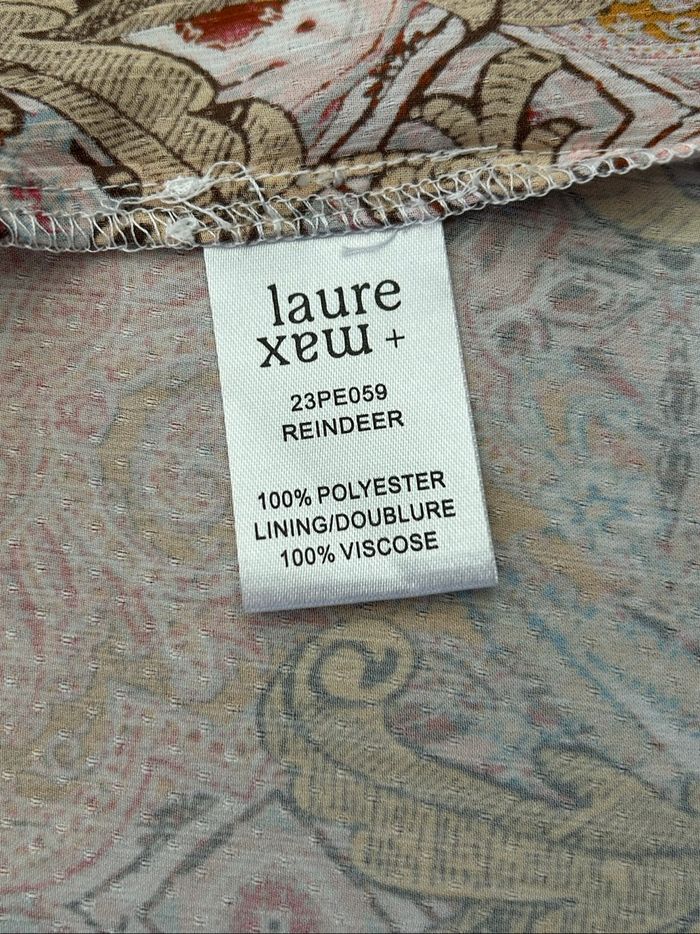 laure
max +
23PE059
REINDEER
100% POLYESTER
LINING/DOUBLURE
100% VISCOSE